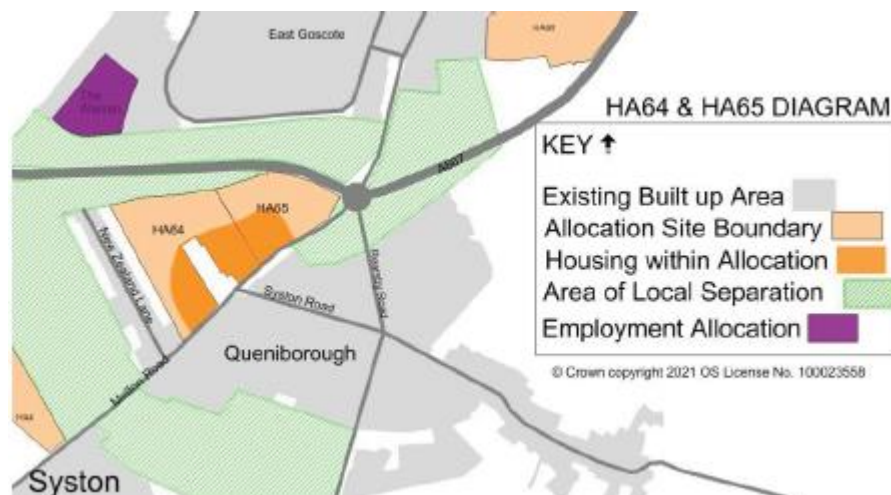 East Goscote
HA64 & HA65 DIAGRAM
KEY
A607
HA65
HA64
New Zealand Lane
Syston Road
Melton Road
Queniborough
Syston
Existing Built up Area
Allocation Site Boundary
Housing within Allocation
Area of Local Separation
Employment Allocation
© Crown copyright 2021 OS License No. 100023558